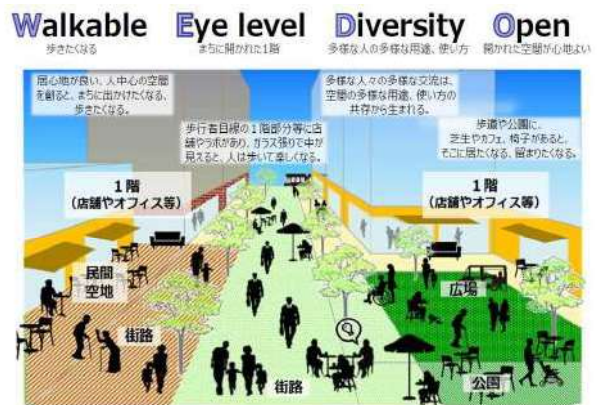 Walkable Eye level Diversity Open
歩きたくなる まちに開かれた1階 多様な人の多様な用途、使い方 開かれた空間が心地よい
居心地が良い、人中心の空間
を創ると、まちに出かけたくなる、
歩きたくなる。
歩行者目線の1階部分等に店
舗やラボがあり、ガラス張りで中が
見えると、人は歩いて楽しくなる。
多様な人々の多様な交流は、
空間の多様な用途、使い方の
共存から生まれる。
歩道や公園に、
芝生やカフェ、椅子があると、
そこに居たくなる、留まりたくなる。
1階
(店舗やオフィス等)
1階
(店舗やオフィス等)
民間
空地
広場
街路
街路
公園